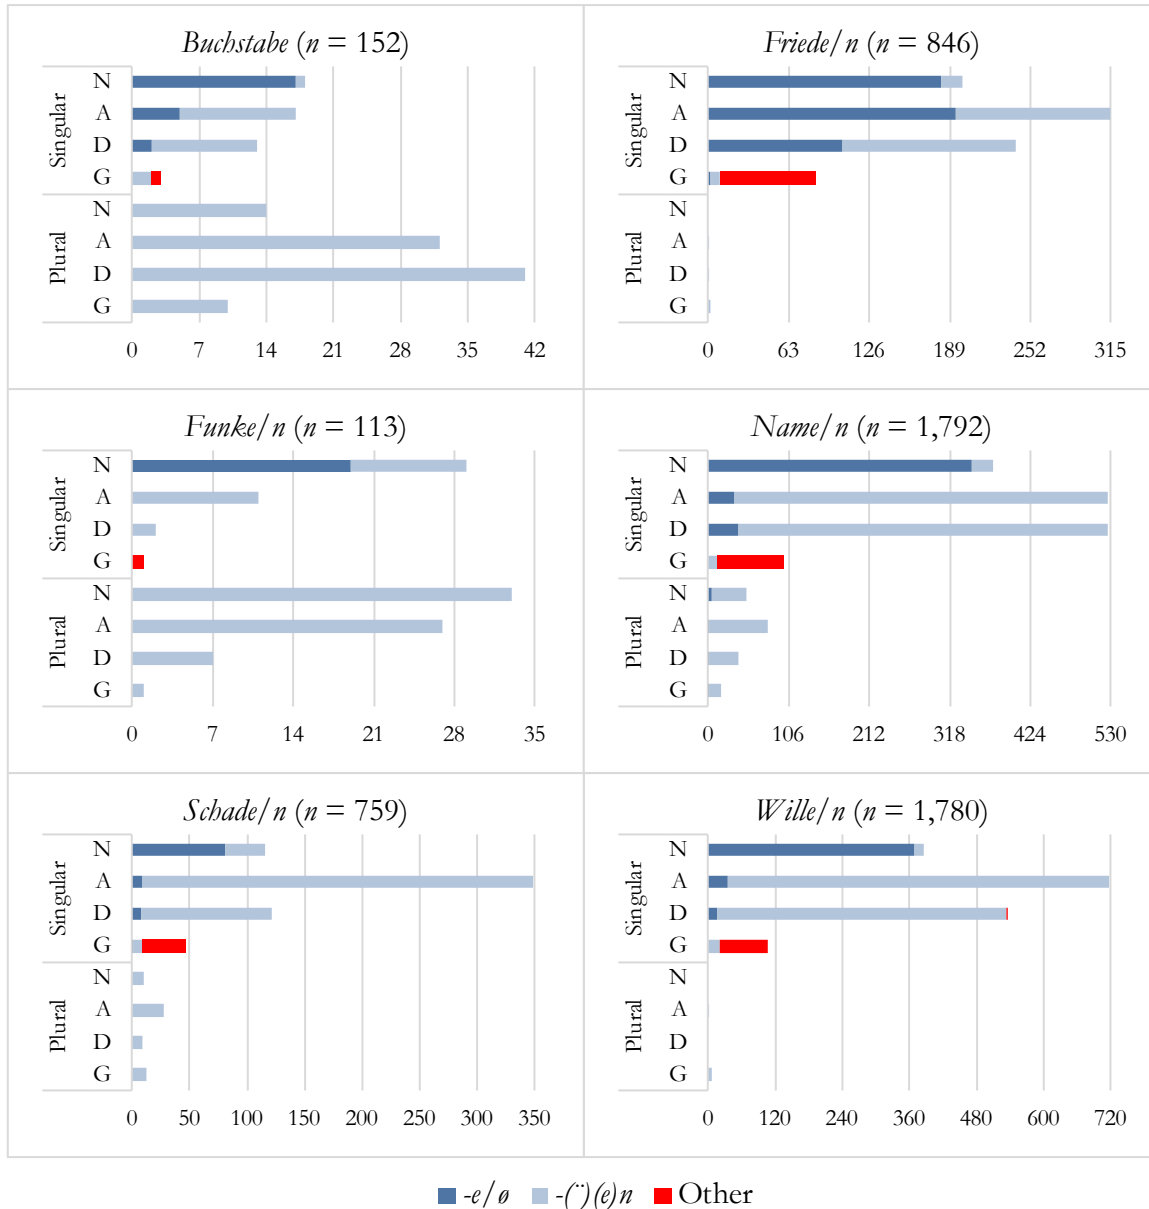 Buchstabe (n = 152)
Singular
N
A
D
G
Plural
N
A
D
G
0 7 14 21 28 35 42
Friede/n (n = 846)
Singular
N
A
D
G
Plural
N
A
D
G
0 63 126 189 252 315
Funke/n (n = 113)
Singular
N
A
D
G
Plural
N
A
D
G
0 7 14 21 28 35
Name/n (n = 1,792)
Singular
N
A
D
G
Plural
N
A
D
G
0 106 212 318 424 530
Schade/n (n = 759)
Singular
N
A
D
G
Plural
N
A
D
G
0 50 100 150 200 250 300 350
Wille/n (n = 1,780)
Singular
N
A
D
G
Plural
N
A
D
G
0 120 240 360 480 600 720
-e/ø -(¨)(e)n Other